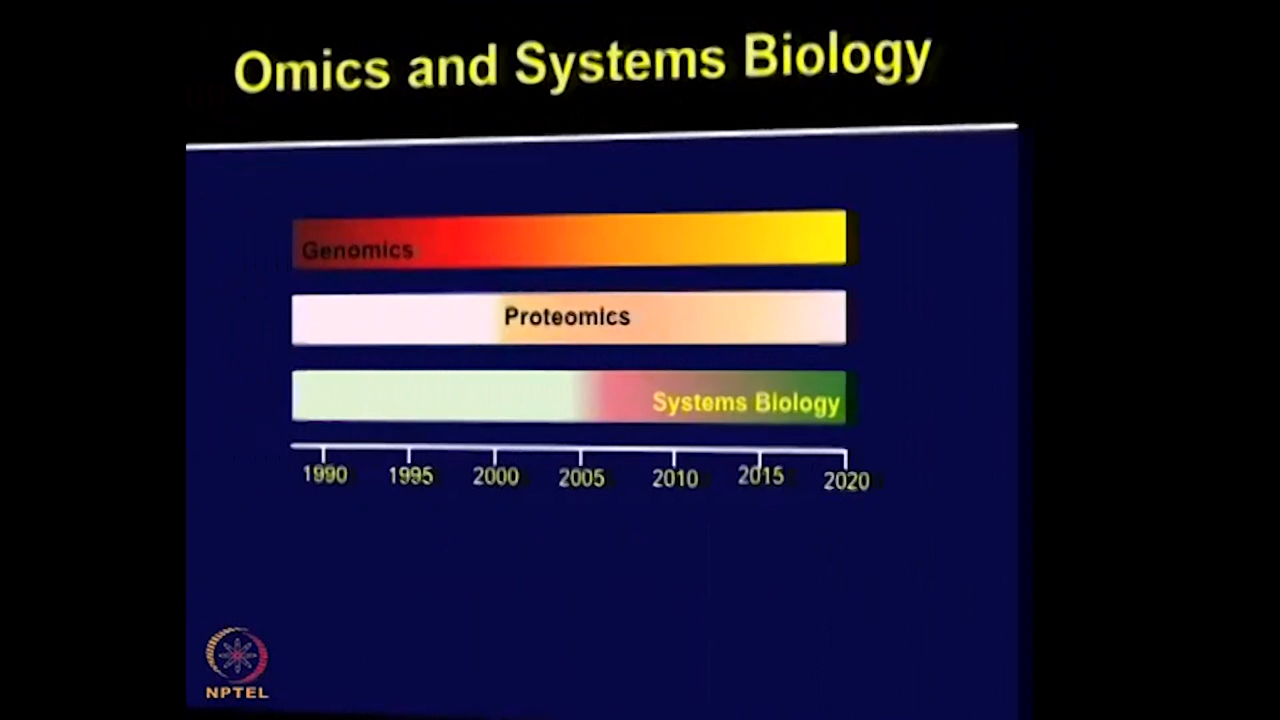 Omics and Systems Biology
Genomics
Proteomics
Systems Biology
1990 1995 2000 2005 2010 2015 2020
NPTEL